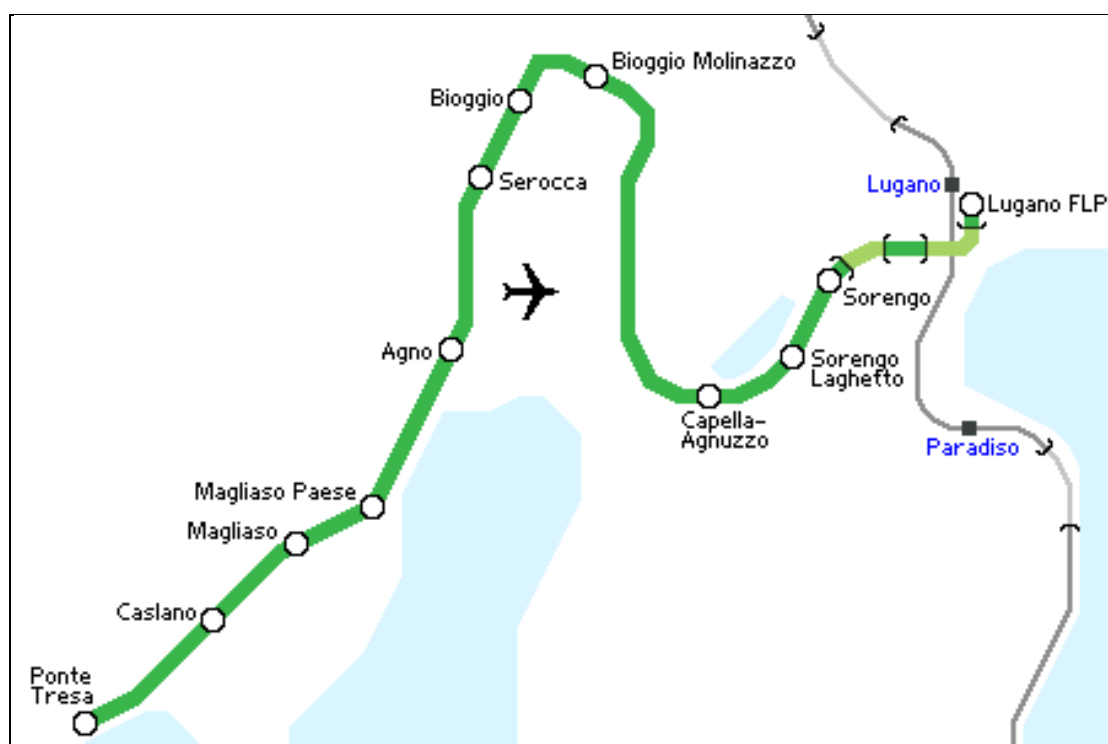 Bioggio Molinazzo
Bioggio
Serocca
Lugano
Lugano FLP
Sorengo
Agno
Sorengo
Laghetto
Capella-
Agnuzzo
Paradiso
Magliaso Paese
Magliaso
Caslano
Ponte
Tresa